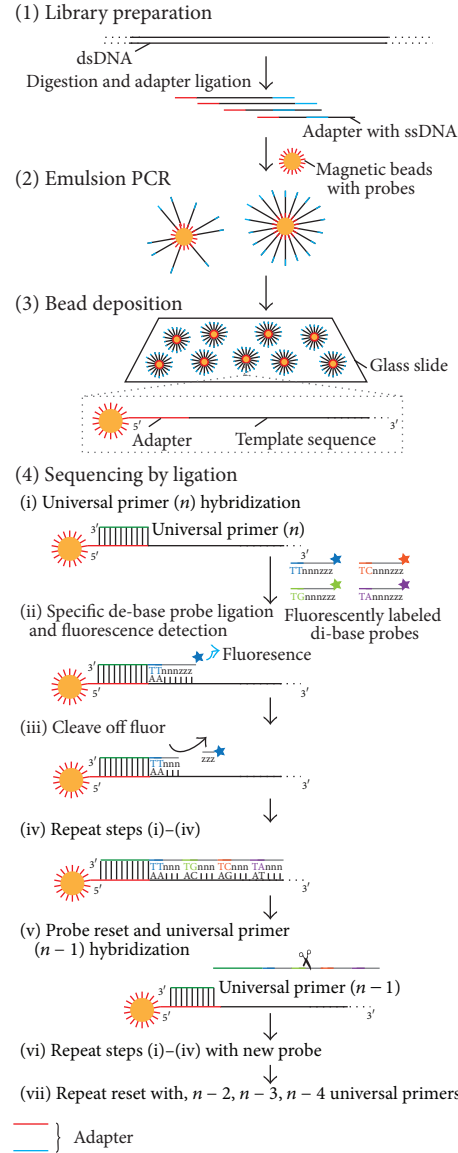 (1) Library preparation
dsDNA
Digestion and adapter ligation
Adapter with ssDNA
Magnetic beads
with probes
(2) Emulsion PCR
(3) Bead deposition
Glass slide
5′
3′
Adapter
Template sequence
(4) Sequencing by ligation
(i) Universal primer (n) hybridization
3′
Universal primer (n)
5′
3′
TTnnnzzz
TCnnnzzz
TGnnnzzz
TAnnnzzz
(ii) Specific de-base probe ligation
and fluorescence detection
Fluorescently labeled
di-base probes
Fluoresence
3′
TTnnnzzz
AA
5′
3′
(iii) Cleave off fluor
zzz
3′
TTnnn
AA
5′
3′
(iv) Repeat steps (i)–(iv)
3′
TTnnn TGnnn TCnnn TAnnn
AA AC AG AT
5′
3′
(v) Probe reset and universal primer
(n − 1) hybridization
3′
Universal primer (n − 1)
5′
3′
(vi) Repeat steps (i)–(iv) with new probe
(vii) Repeat reset with, n − 2, n − 3, n − 4 universal primers
Adapter